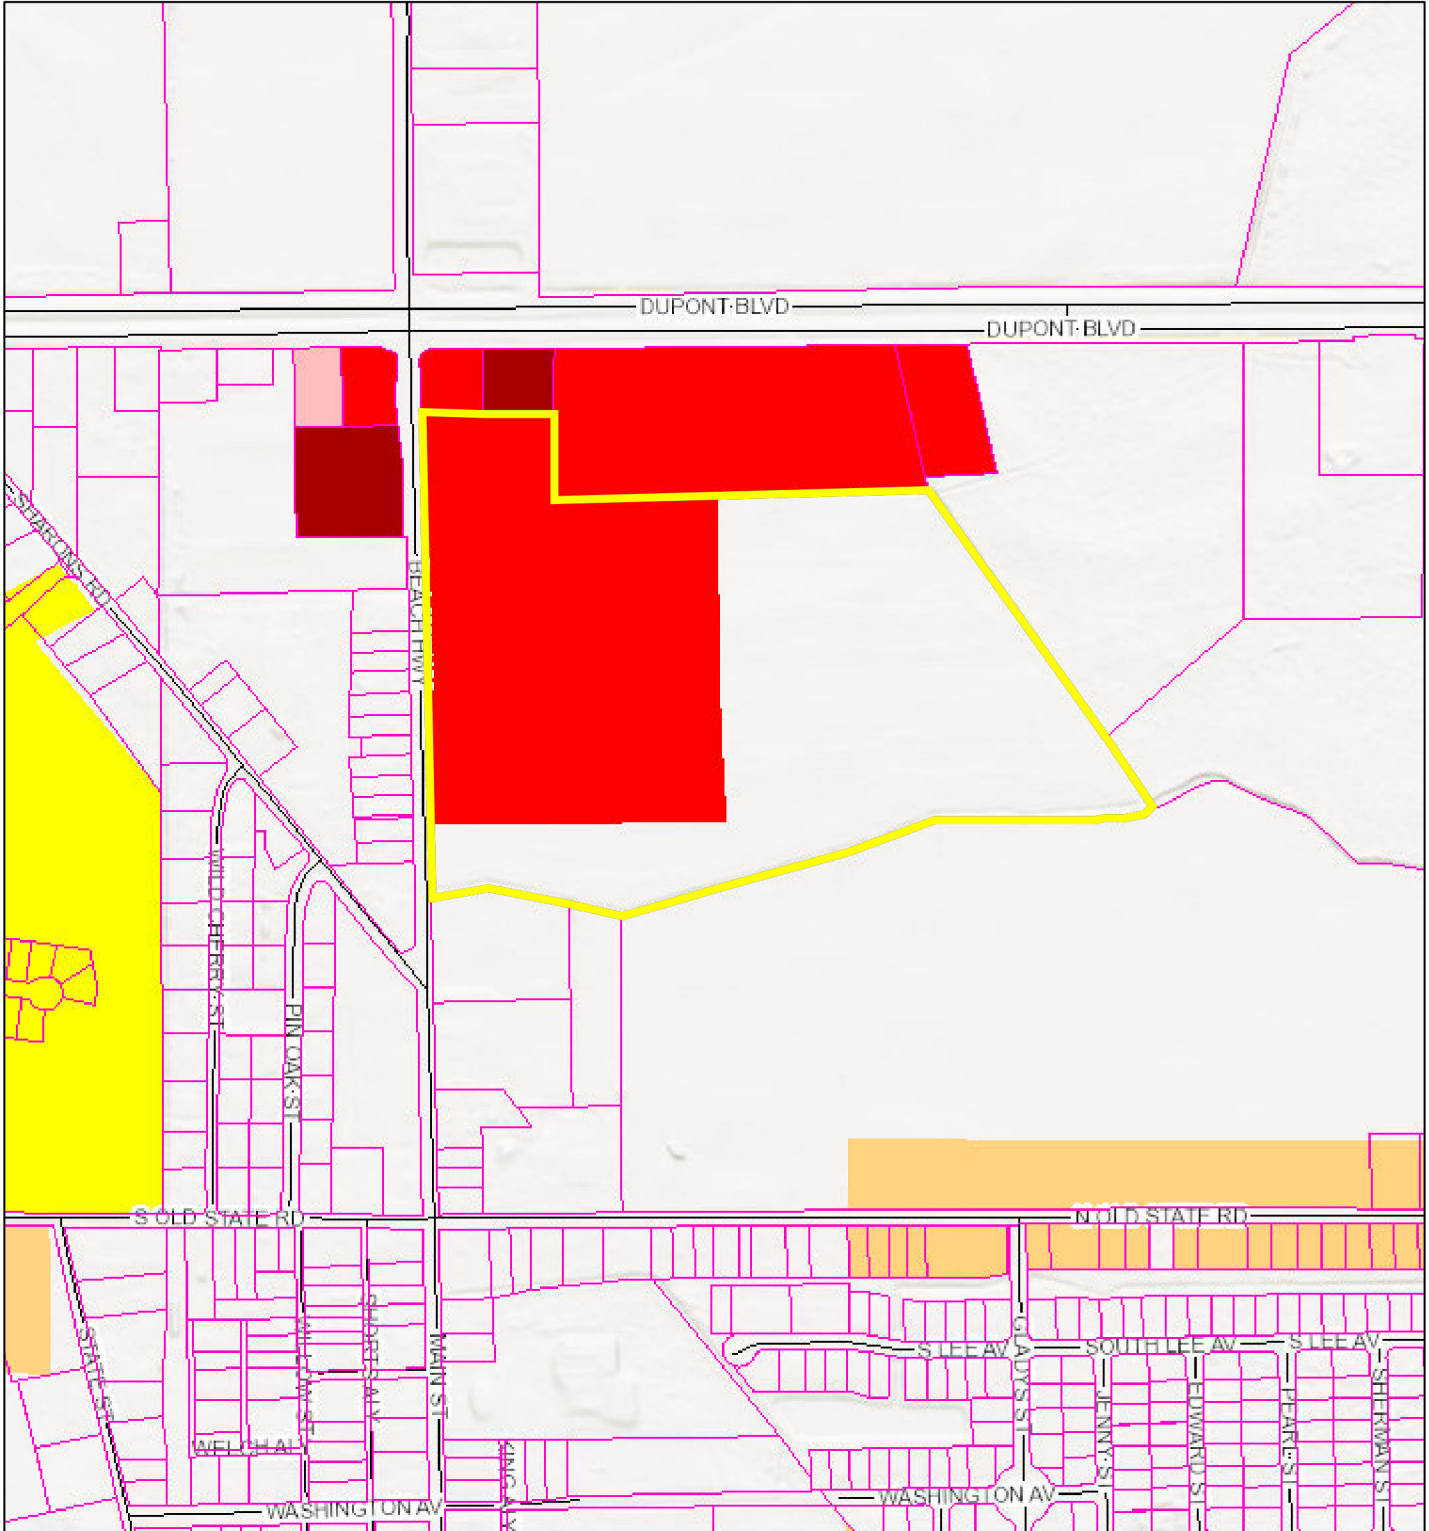 DUPONT BLVD
DUPONT BLVD
SHARONS RD
BEACH HWY
WILD CHERRY ST
PIN OAK ST
S OLD STATE RD
N OLD STATE RD
STATE ST
WILLOW ST
SHORTS ALY
MAIN ST
GLADYS ST
S LEE AV
SOUTH LEE AV
S LEE AV
JENNY ST
EDWARD ST
PEARL ST
SHERMAN ST
WELCH AL
KING ALY
WASHINGTON AV
WASHINGTON AV